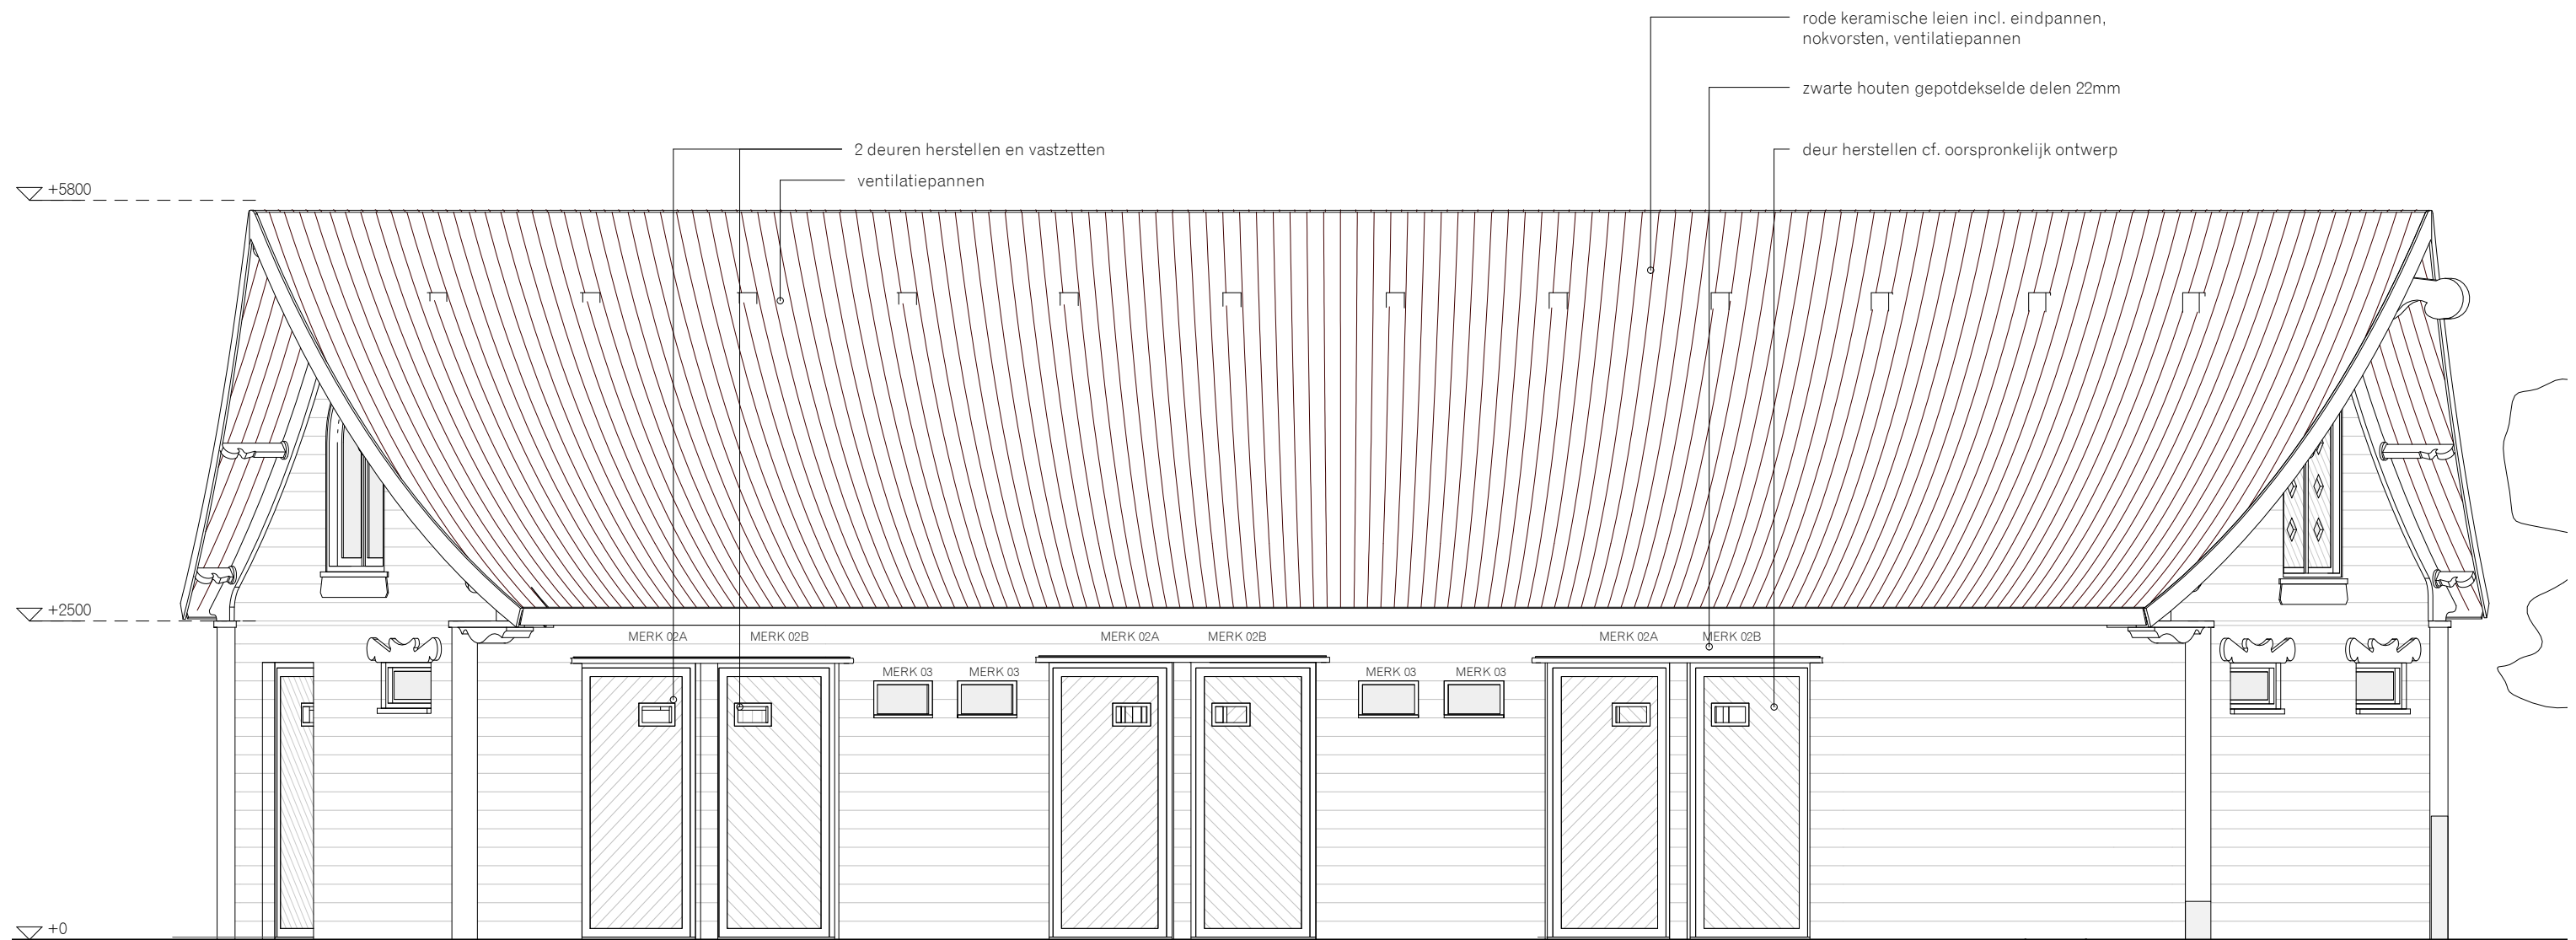 rode keramische leien incl. eindpannen,
nokvorsten, ventilatiepannen
zwarte houten gepotdekselde delen 22mm
2 deuren herstellen en vastzetten
deur herstellen cf. oorspronkelijk ontwerp
ventilatiepannen
+5800
+2500
MERK 02A
MERK 02B
MERK 02A
MERK 02B
MERK 02A
MERK 02B
MERK 03
MERK 03
MERK 03
MERK 03
+0